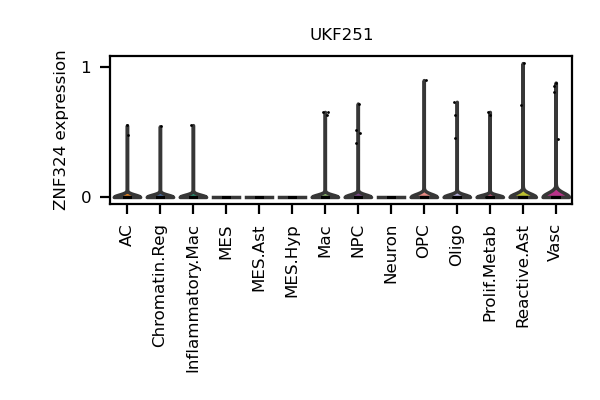 UKF251
ZNF324 expression
1
0
AC
Chromatin.Reg
Inflammatory.Mac
MES
MES.Ast
MES.Hyp
Mac
NPC
Neuron
OPC
Oligo
Prolif.Metab
Reactive.Ast
Vasc